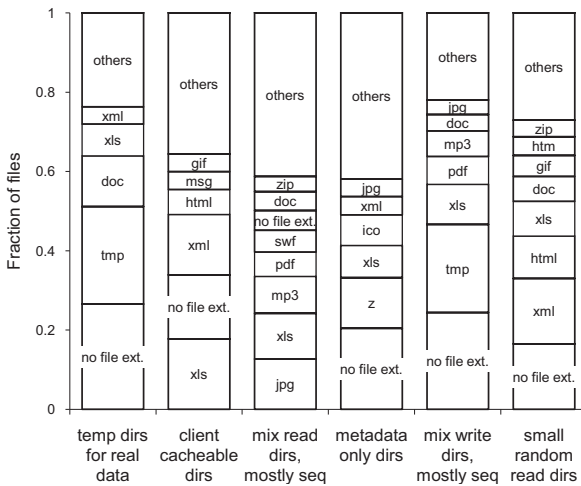 Fraction of files
1
0.8
0.6
0.4
0.2
0
others
xml
xls
doc
tmp
no file ext.
temp dirs
for real
data
others
gif
msg
html
xml
no file ext.
xls
client
cacheable
dirs
others
zip
doc
no file ext.
swf
pdf
mp3
xls
jpg
mix read
dirs,
mostly seq
others
jpg
xml
ico
xls
z
no file ext.
metadata
only dirs
others
jpg
doc
mp3
pdf
xls
tmp
no file ext.
mix write
dirs,
mostly seq
others
zip
htm
gif
doc
xls
html
xml
no file ext.
small
random
read dirs